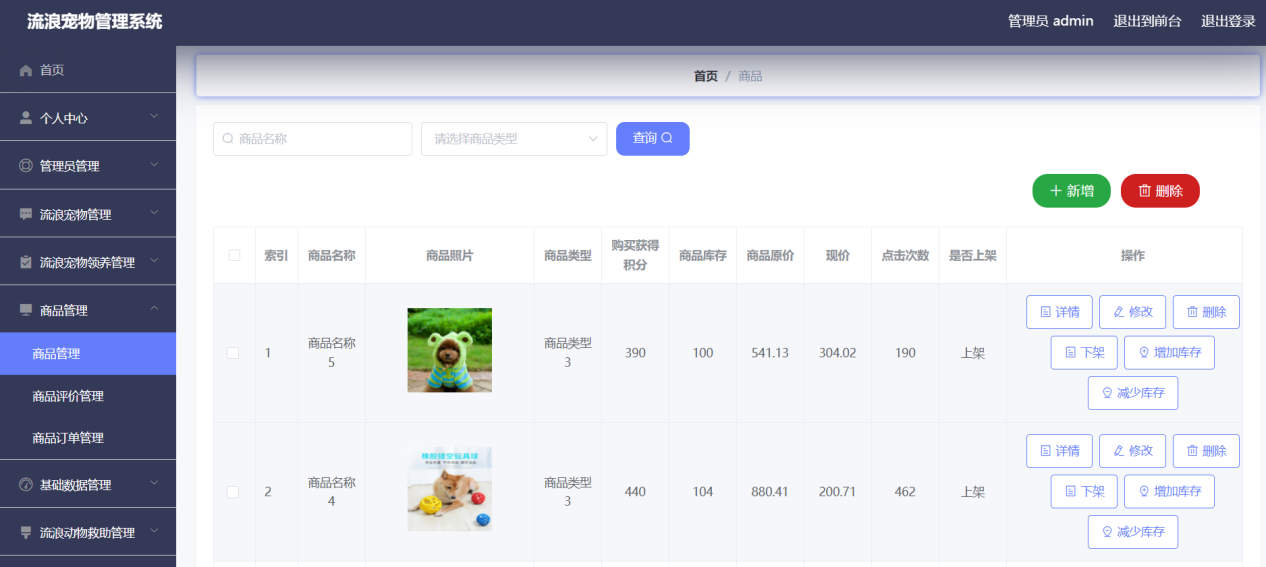 流浪宠物管理系统
管理员 admin 退出到前台 退出登录
首页
个人中心
管理员管理
流浪宠物管理
流浪宠物领养管理
商品管理
商品管理
商品评价管理
商品订单管理
基础数据管理
流浪动物救助管理
首页 / 商品
商品名称 请选择商品类型 查询
新增 删除
索引 商品名称 商品照片 商品类型 购买获得积分 商品库存 商品原价 现价 点击次数 是否上架 操作
1 商品名称5 商品类型3 390 100 541.13 304.02 190 上架
详情 修改 删除
下架 增加库存
减少库存
橡胶镂空玩具球
2 商品名称4 商品类型3 440 104 880.41 200.71 462 上架
详情 修改 删除
下架 增加库存
减少库存